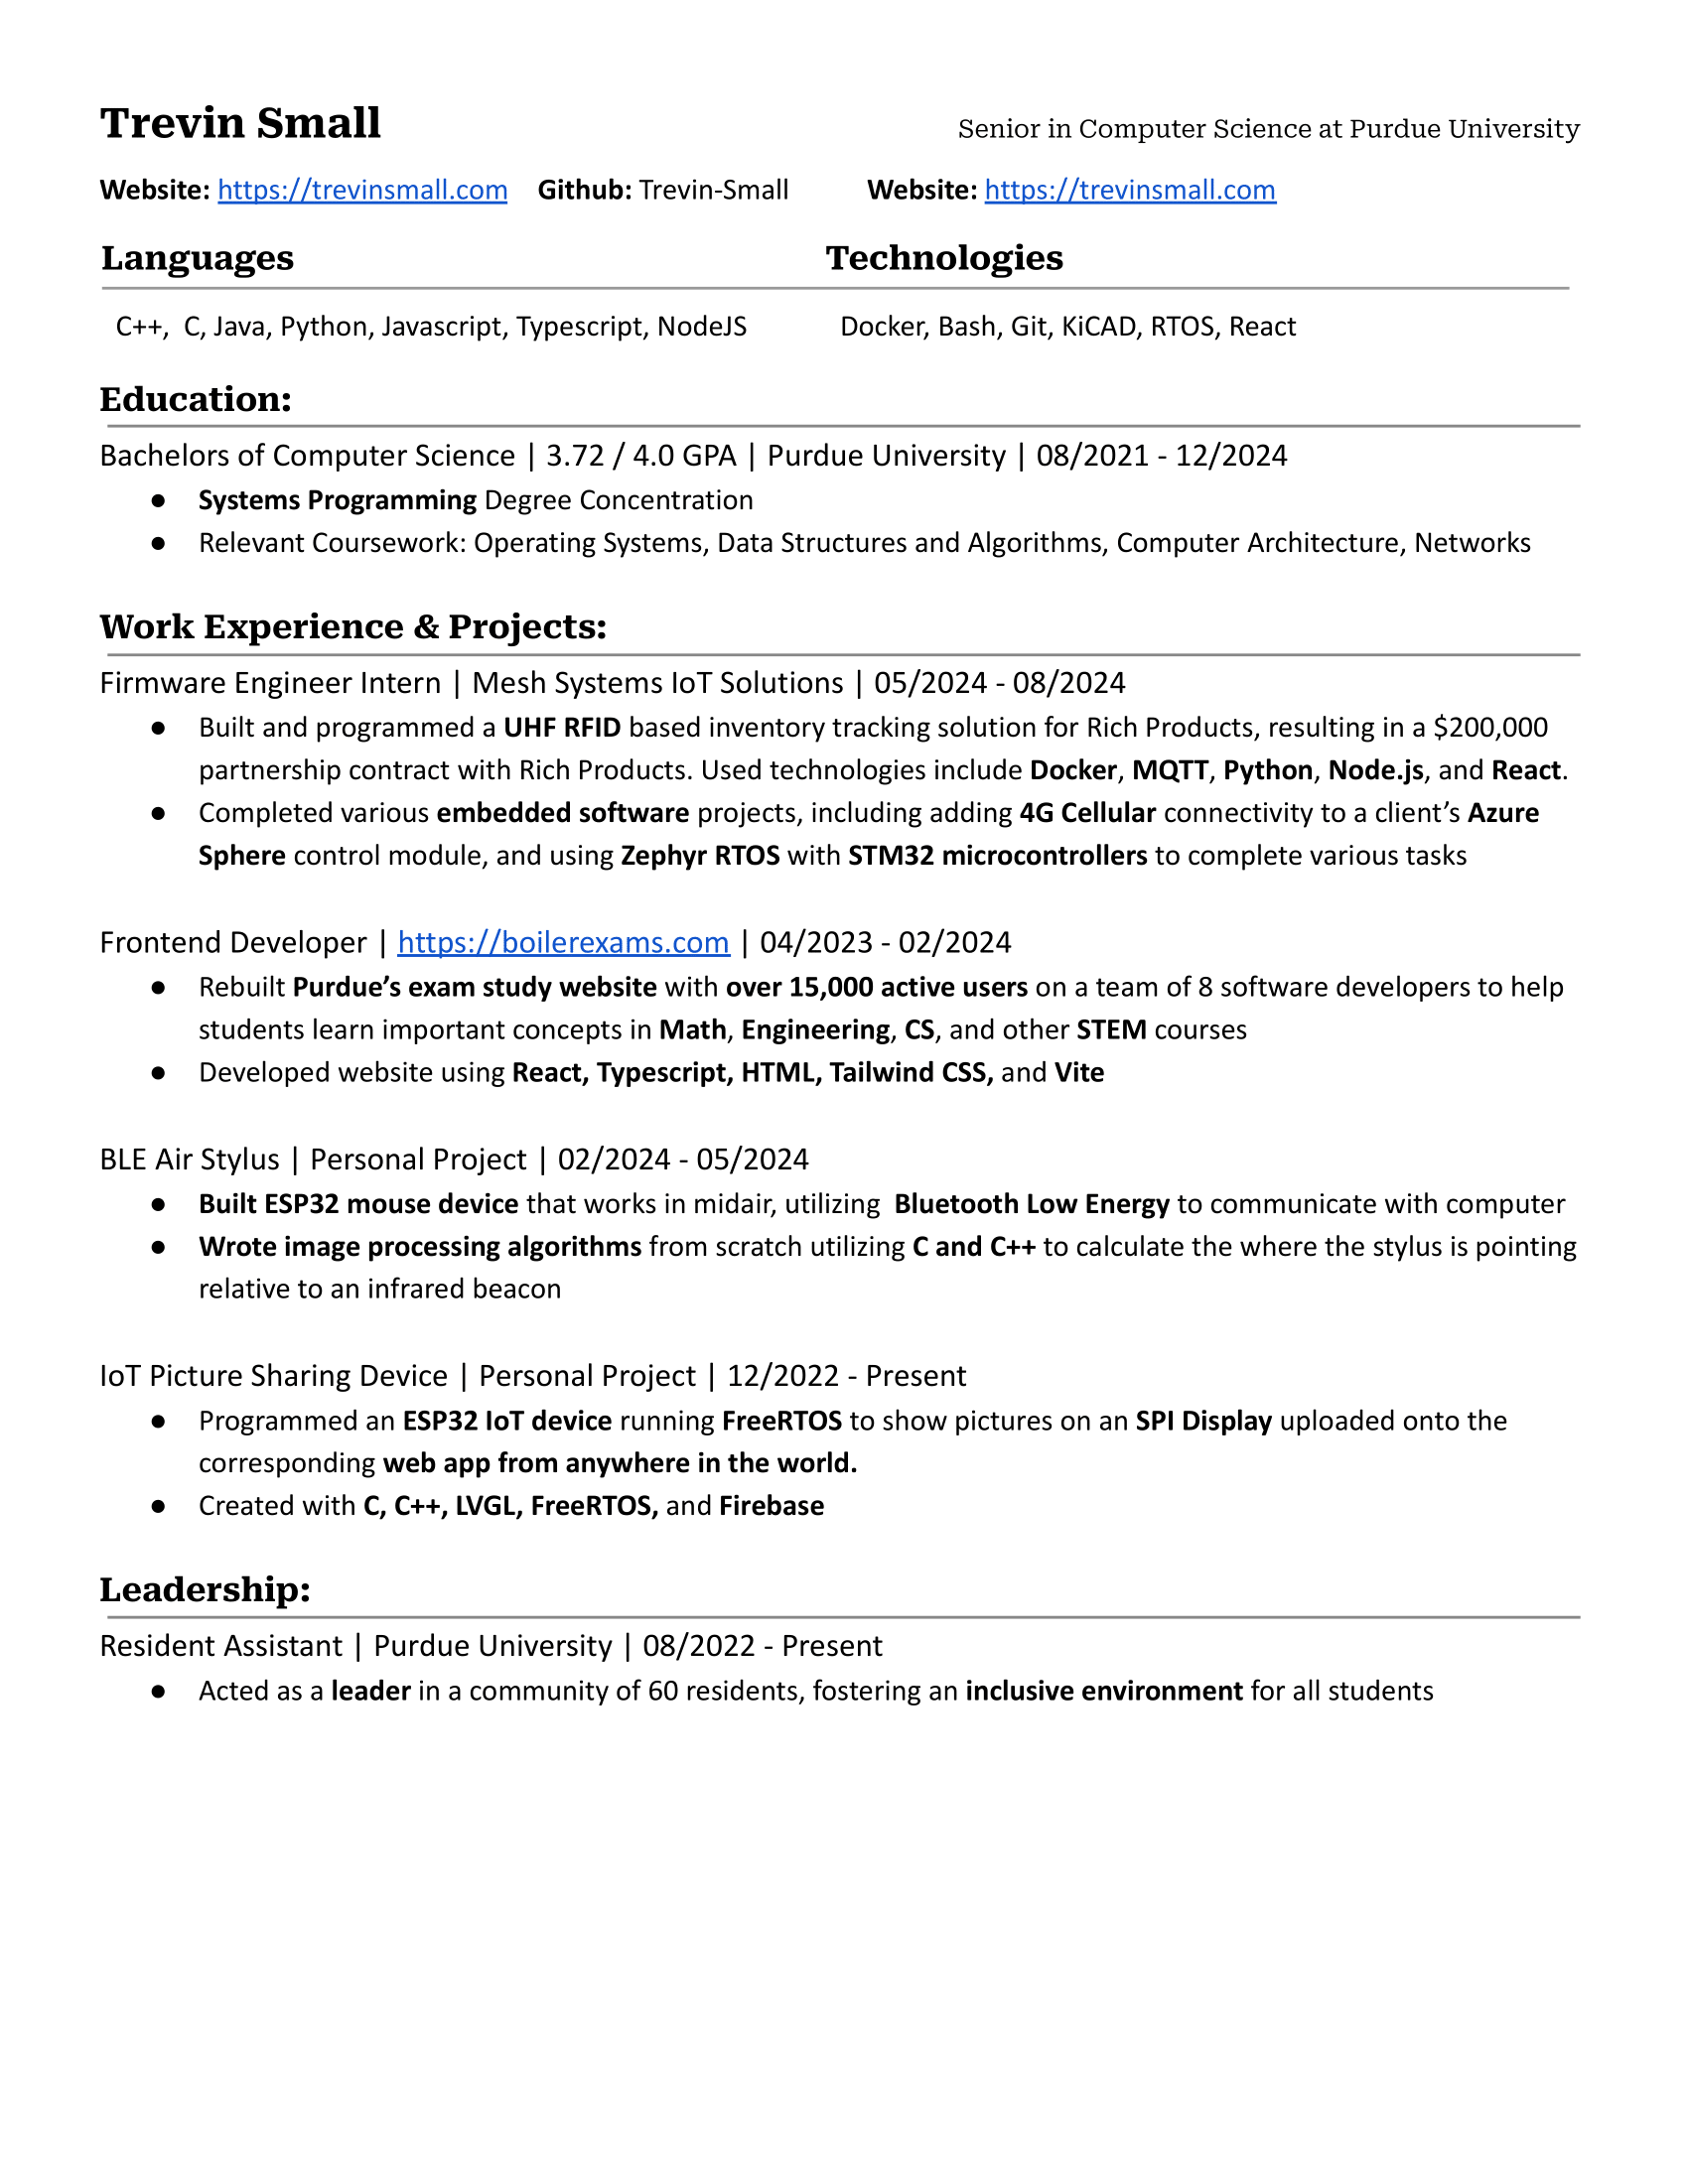 Trevin Small Senior in Computer Science at Purdue University
Website: https://trevinsmall.com Github: Trevin-Small Website: https://trevinsmall.com
Languages Technologies
C++, C, Java, Python, Javascript, Typescript, NodeJS Docker, Bash, Git, KiCAD, RTOS, React
Education:
Bachelors of Computer Science | 3.72 / 4.0 GPA | Purdue University | 08/2021 - 12/2024
● Systems Programming Degree Concentration
● Relevant Coursework: Operating Systems, Data Structures and Algorithms, Computer Architecture, Networks
Work Experience & Projects:
Firmware Engineer Intern | Mesh Systems IoT Solutions | 05/2024 - 08/2024
● Built and programmed a UHF RFID based inventory tracking solution for Rich Products, resulting in a $200,000
partnership contract with Rich Products. Used technologies include Docker, MQTT, Python, Node.js, and React.
● Completed various embedded software projects, including adding 4G Cellular connectivity to a client’s Azure
Sphere control module, and using Zephyr RTOS with STM32 microcontrollers to complete various tasks
Frontend Developer | https://boilerexams.com | 04/2023 - 02/2024
● Rebuilt Purdue’s exam study website with over 15,000 active users on a team of 8 software developers to help
students learn important concepts in Math, Engineering, CS, and other STEM courses
● Developed website using React, Typescript, HTML, Tailwind CSS, and Vite
BLE Air Stylus | Personal Project | 02/2024 - 05/2024
● Built ESP32 mouse device that works in midair, utilizing Bluetooth Low Energy to communicate with computer
● Wrote image processing algorithms from scratch utilizing C and C++ to calculate the where the stylus is pointing
relative to an infrared beacon
IoT Picture Sharing Device | Personal Project | 12/2022 - Present
● Programmed an ESP32 IoT device running FreeRTOS to show pictures on an SPI Display uploaded onto the
corresponding web app from anywhere in the world.
● Created with C, C++, LVGL, FreeRTOS, and Firebase
Leadership:
Resident Assistant | Purdue University | 08/2022 - Present
● Acted as a leader in a community of 60 residents, fostering an inclusive environment for all students